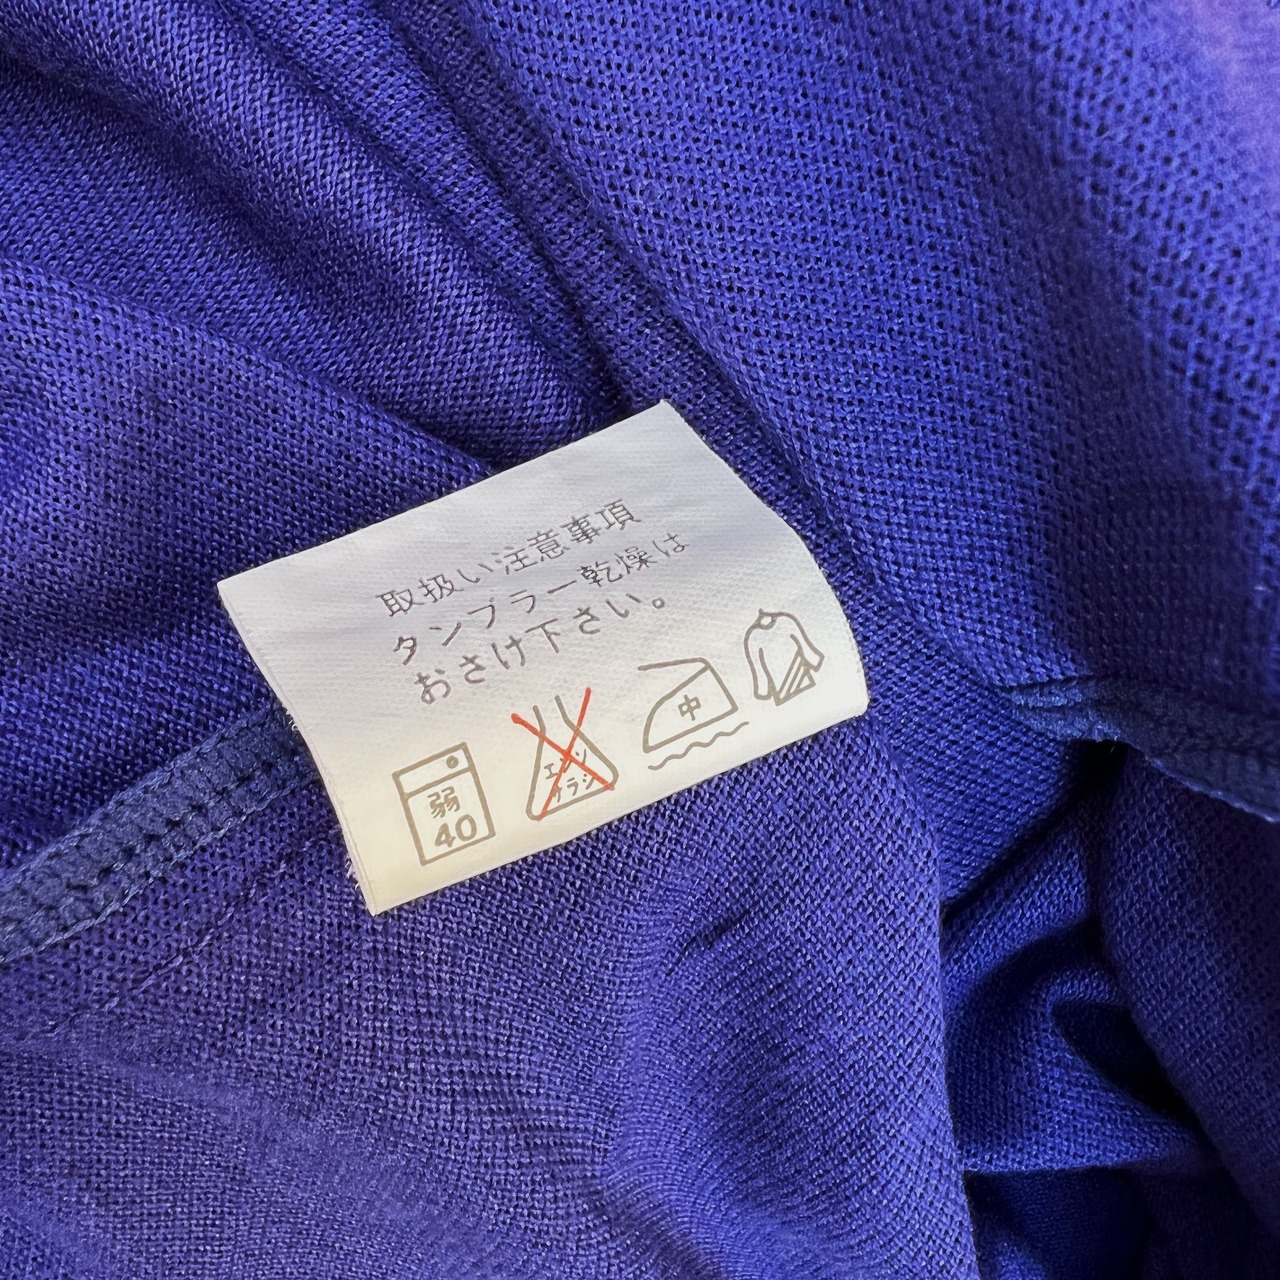 取扱い注意事項
タンブラー乾燥は
おさけ下さい。
弱
40
エンソ
サラシ
中